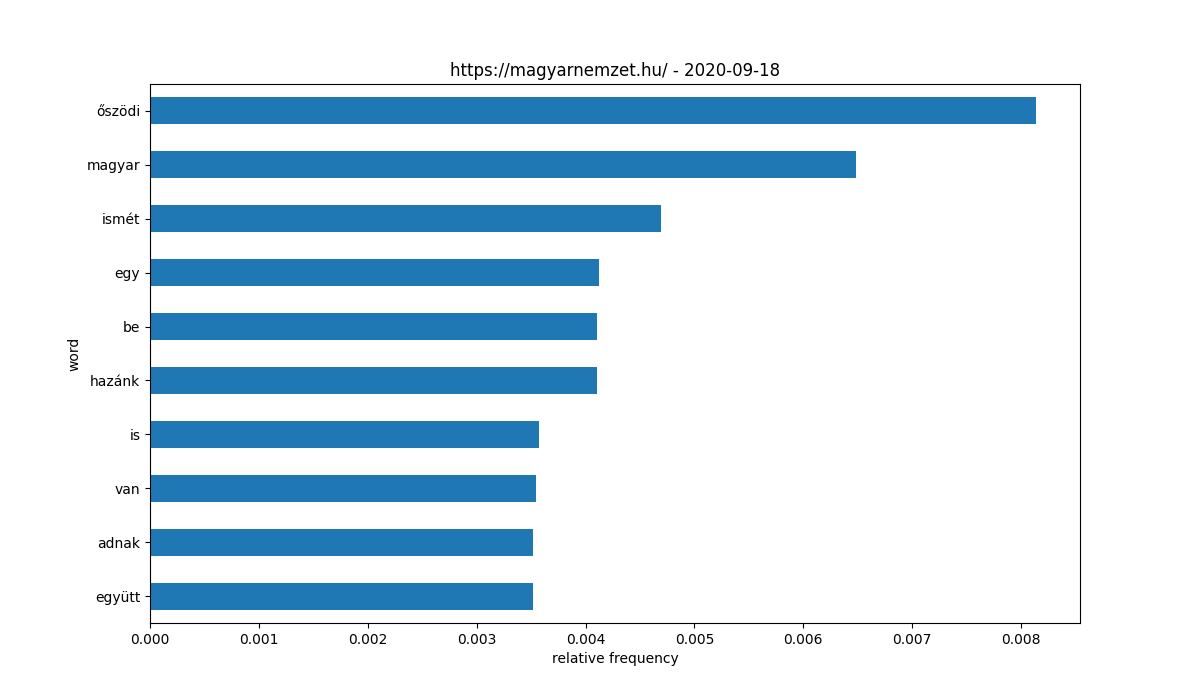 https://magyarnemzet.hu/ - 2020-09-18
word
őszödi
magyar
ismét
egy
be
hazánk
is
van
adnak
együtt
0.000 0.001 0.002 0.003 0.004 0.005 0.006 0.007 0.008
relative frequency